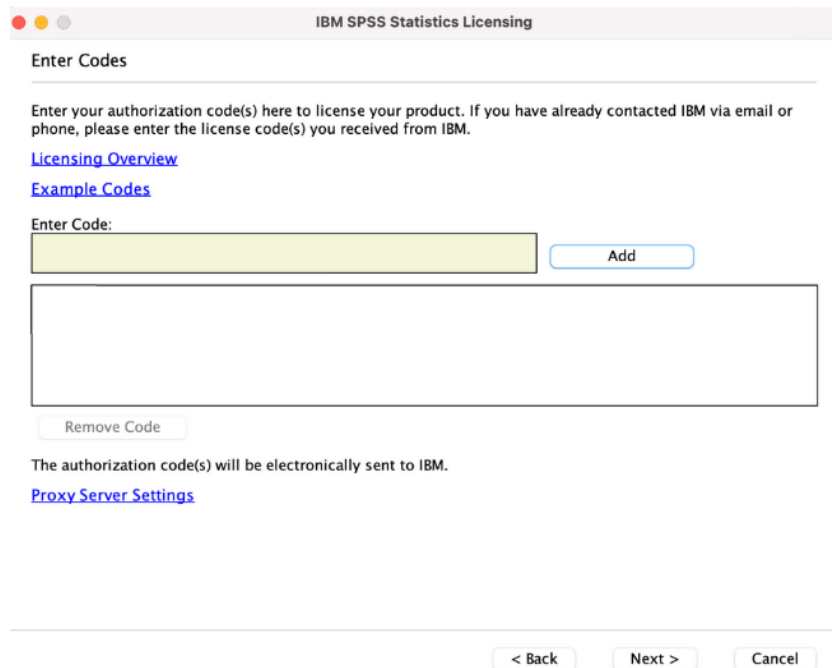 IBM SPSS Statistics Licensing
Enter Codes
Enter your authorization code(s) here to license your product. If you have already contacted IBM via email or
phone, please enter the license code(s) you received from IBM.
Licensing Overview
Example Codes
Enter Code:
Add
Remove Code
The authorization code(s) will be electronically sent to IBM.
Proxy Server Settings
< Back Next > Cancel